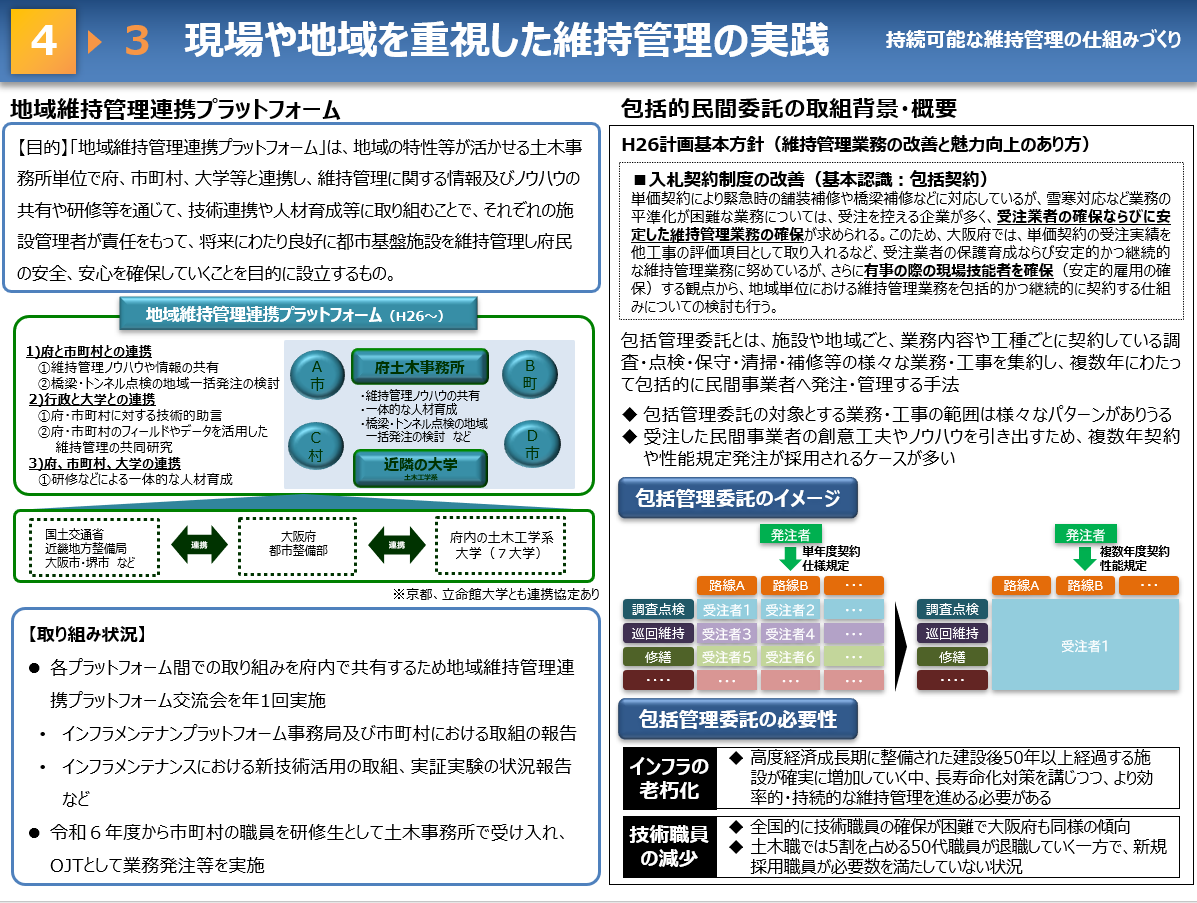 4 3 現場や地域を重視した維持管理の実践 持続可能な維持管理の仕組みづくり
地域維持管理連携プラットフォーム
【目的】「地域維持管理連携プラットフォーム」は、地域の特性等が活かせる土木事
務所単位で府、市町村、大学等と連携し、維持管理に関する情報及びノウハウの
共有や研修等を通じて、技術連携や人材育成等に取り組むことで、それぞれの施
設管理者が責任をもって、将来にわたり良好に都市基盤施設を維持管理し府民
の安全、安心を確保していくことを目的に設立するもの。
地域維持管理連携プラットフォーム（H26～）
1)府と市町村との連携
①維持管理ノウハウや情報の共有
②橋梁・トンネル点検の地域一括発注の検討
2)行政と大学との連携
①府・市町村に対する技術的助言
②府・市町村のフィールドやデータを活用した
維持管理の共同研究
3)府、市町村、大学の連携
①研修などによる一体的な人材育成
A
市
府土木事務所
B
町
・維持管理ノウハウの共有
・一体的な人材育成
・橋梁・トンネル点検の地域
一括発注の検討 など
C
村
D
市
近隣の大学
土木工学系
国土交通省
近畿地方整備局
大阪市・堺市 など
連携
大阪府
都市整備部
連携
府内の土木工学系
大学（７大学）
※京都、立命館大学とも連携協定あり
【取り組み状況】
● 各プラットフォーム間での取り組みを府内で共有するため地域維持管理連
携プラットフォーム交流会を年1回実施
・ インフラメンテナンプラットフォーム事務局及び市町村における取組の報告
・ インフラメンテナンスにおける新技術活用の取組、実証実験の状況報告
など
● 令和６年度から市町村の職員を研修生として土木事務所で受け入れ、
OJTとして業務発注等を実施
包括的民間委託の取組背景・概要
H26計画基本方針（維持管理業務の改善と魅力向上のあり方）
■入札契約制度の改善（基本認識：包括契約）
単価契約により緊急時の舗装補修や橋梁補修などに対応しているが、雪寒対応など業務の
平準化が困難な業務については、受注を控える企業が多く、受注業者の確保ならびに安
定した維持管理業務の確保が求められる。このため、大阪府では、単価契約の受注実績を
他工事の評価項目として取り入れるなど、受注業者の保護育成ならび安定的かつ継続的
な維持管理業務に努めているが、さらに有事の際の現場技能者を確保（安定的雇用の確
保）する観点から、地域単位における維持管理業務を包括的かつ継続的に契約する仕組
みについての検討も行う。
包括管理委託とは、施設や地域ごと、業務内容や工種ごとに契約している調
査・点検・保守・清掃・補修等の様々な業務・工事を集約し、複数年にわたっ
て包括的に民間事業者へ発注・管理する手法
◆ 包括管理委託の対象とする業務・工事の範囲は様々なパターンがありうる
◆ 受注した民間事業者の創意工夫やノウハウを引き出すため、複数年契約
や性能規定発注が採用されるケースが多い
包括管理委託のイメージ
発注者
単年度契約
仕様規定
路線A 路線B ・・・
調査点検 受注者1 受注者2 ・・・
巡回維持 受注者3 受注者4 ・・・
修繕 受注者5 受注者6 ・・・
・・・・ ・・・ ・・・ ・・・
発注者
複数年度契約
性能規定
路線A 路線B ・・・
調査点検
巡回維持
修繕
・・・・
受注者1
包括管理委託の必要性
インフラの
老朽化
◆ 高度経済成長期に整備された建設後50年以上経過する施
設が確実に増加していく中、長寿命化対策を講じつつ、より効
率的・持続的な維持管理を進める必要がある
技術職員
の減少
◆ 全国的に技術職員の確保が困難で大阪府も同様の傾向
◆ 土木職では5割を占める50代職員が退職していく一方で、新規
採用職員が必要数を満たしていない状況